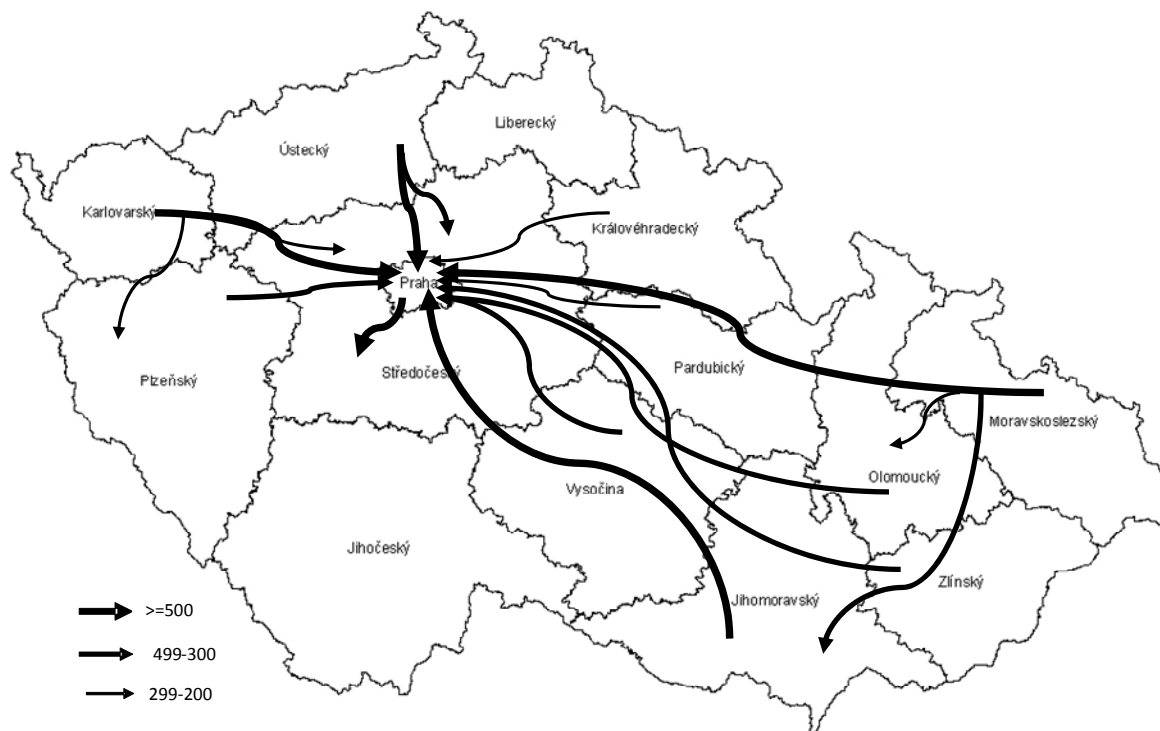 Liberecký
Ústecký
Karlovarský
Královéhradecký
Praha
Plzeňský
Středočeský
Pardubický
Moravskoslezský
Olomoucký
Vysočina
Jihočeský
Zlínský
Jihomoravský
>=500
499-300
299-200